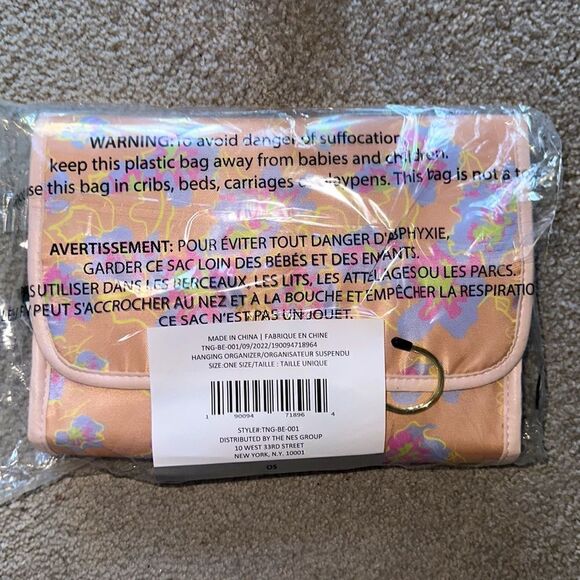 WARNING: To avoid danger of suffocation
keep this plastic bag away from babies and children.
use this bag in cribs, beds, carriages playpens. This bag is not a
AVERTISSEMENT: POUR ÉVITER TOUT DANGER D'ASPHYXIE,
GARDER CE SAC LOIN DES BÉBÉS ET DES ENFANTS.
UTILISER DANS LES BERCEAUX, LES LITS, LES ATTELAGES OU LES PARCS.
PEUT S'ACCROCHER AU NEZ ET À LA BOUCHE ET EMPÊCHER LA RESPIRATIO
CE SAC N'EST PAS UN JOUET.
MADE IN CHINA | FABRIQUE EN CHINE
TNG-BE-001/09/2022/190094718964
HANGING ORGANIZER/ORGANISATEUR SUSPENDU
SIZE:ONE SIZE/TAILLE : TAILLE UNIQUE
1 90094 71896 4
STYLE#:TNG-BE-001
DISTRIBUTED BY THE NES GROUP
10 WEST 33RD STREET
NEW YORK, N.Y. 10001
OS